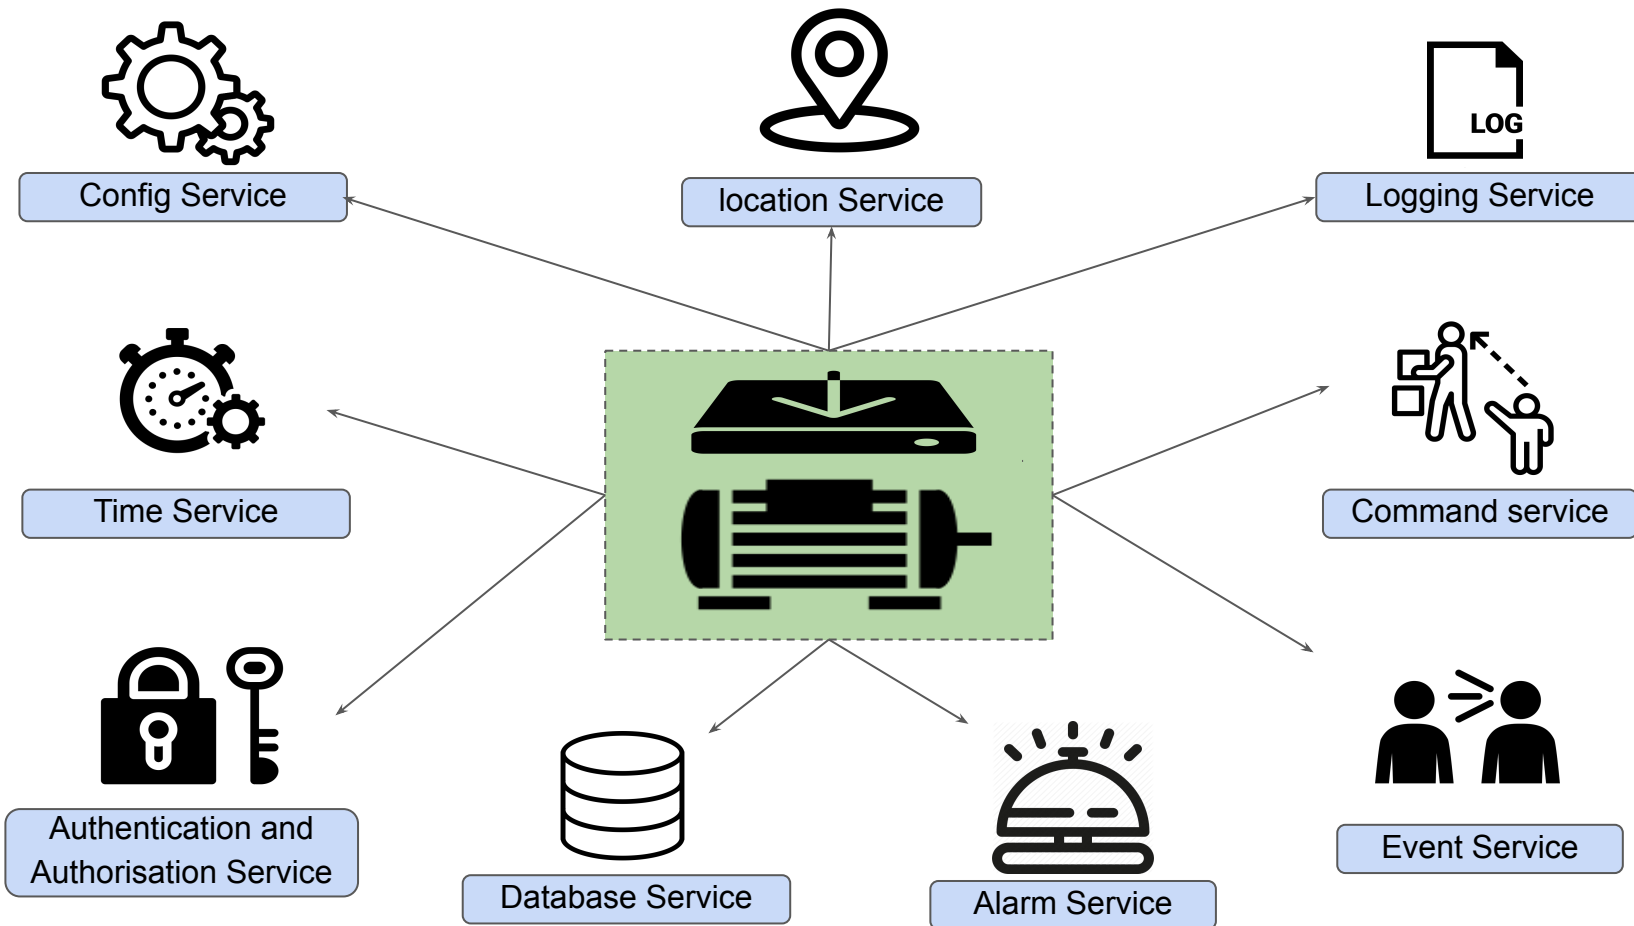 LOG
Config Service
location Service
Logging Service
Time Service
Command service
Authentication and
Authorisation Service
Database Service
Alarm Service
Event Service